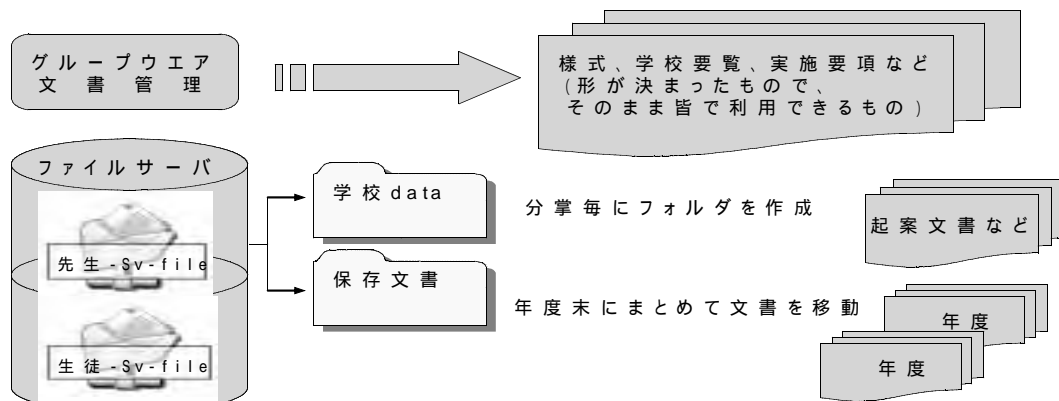 グループウエア
文書管理
様式、学校要覧、実施要項など
(形が決まったもので、
そのまま皆で利用できるもの)
ファイルサーバ
先生-Sv-file
生徒-Sv-file
学校data
分掌毎にフォルダを作成
起案文書など
保存文書
年度末にまとめて文書を移動
年度
年度